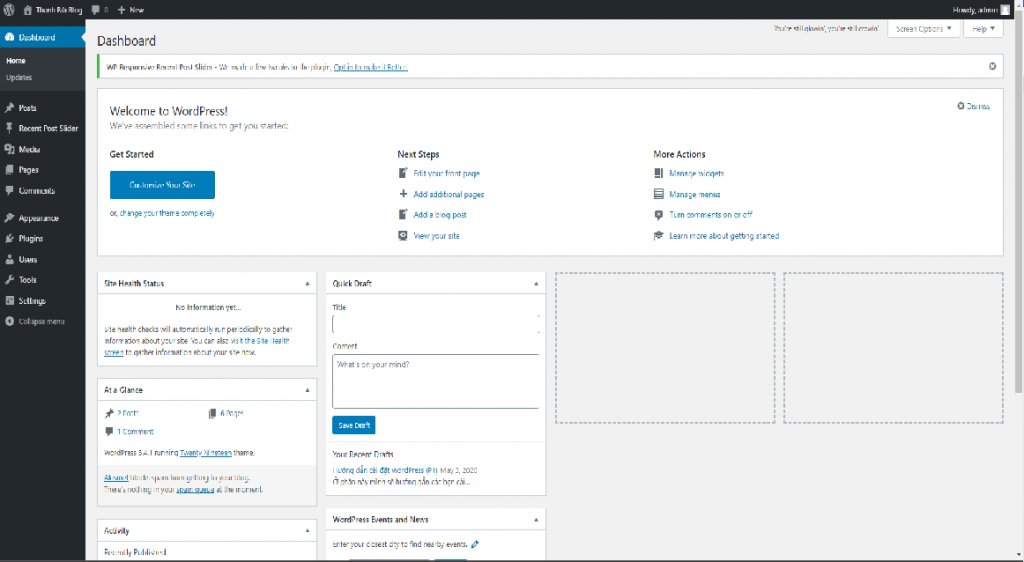 Thanh Bùi Blog 0 New
Howdy, admin
Dashboard
Home
Updates
Posts
Recent Post Slider
Media
Pages
Comments
Appearance
Plugins
Users
Tools
Settings
Collapse menu
You're still glowin', you're still crowin'
Screen Options
Help
Dashboard
WP Responsive Recent Post Slider - We made a few tweaks to the plugin, Opt in to make it Better!
Welcome to WordPress!
Dismiss
We've assembled some links to get you started:
Get Started
Customize Your Site
or, change your theme completely
Next Steps
Edit your front page
Add additional pages
Add a blog post
View your site
More Actions
Manage widgets
Manage menus
Turn comments on or off
Learn more about getting started
Site Health Status
No information yet...
Site health checks will automatically run periodically to gather
information about your site. You can also visit the Site Health
screen to gather information about your site now.
At a Glance
2 Posts
6 Pages
1 Comment
WordPress 5.4.1 running Twenty Nineteen theme.
Akismet blocks spam from getting to your blog.
There's nothing in your spam queue at the moment.
Activity
Recently Published
Quick Draft
Title
Content
What's on your mind?
Save Draft
Your Recent Drafts
Hướng dẫn cài đặt WordPress (P1) May 3, 2020
Ở phần này mình sẽ hướng dẫn các bạn cài...
WordPress Events and News
Enter your closest city to find nearby events.